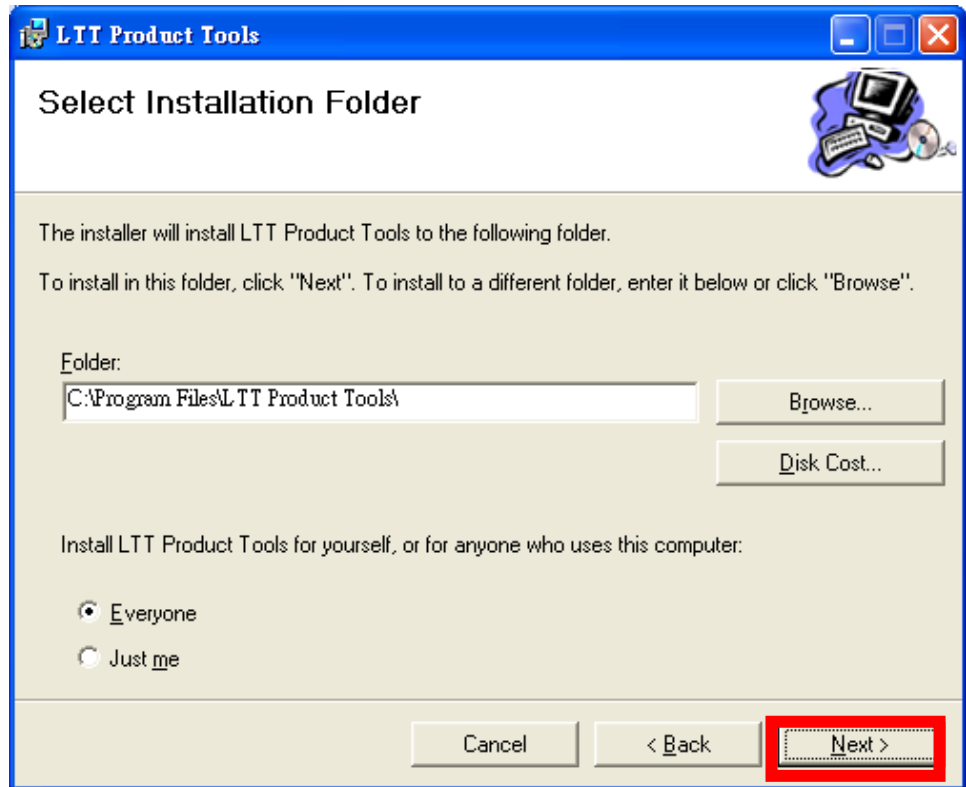 LTT Product Tools
Select Installation Folder
The installer will install LTT Product Tools to the following folder.
To install in this folder, click "Next". To install to a different folder, enter it below or click "Browse".
Folder:
C:\Program Files\LTT Product Tools\
Browse...
Disk Cost...
Install LTT Product Tools for yourself, or for anyone who uses this computer:
Everyone
Just me
Cancel
< Back
Next >